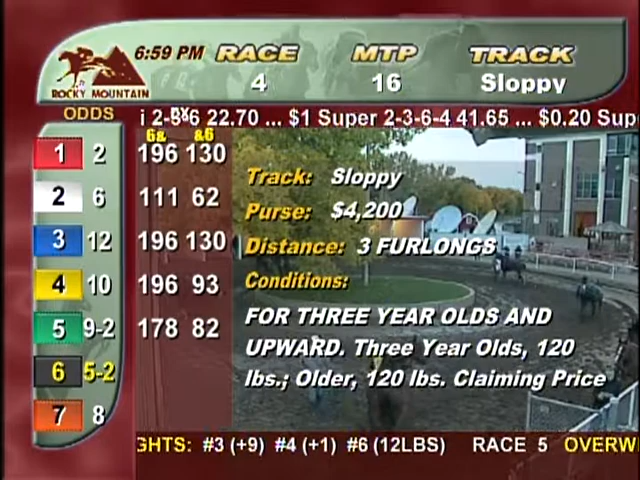 6:59 PM RACE MTP TRACK
4 16 Sloppy
ROCKY MOUNTAIN
ODDS
22.70 ... $1 Super 2-3-6-4 41.65 ... $0.20 Sup
6& &6
1 2 196 130
2 6 111 62
3 12 196 130
4 10 196 93
5 9-2 178 82
6 5-2
7 8
Track: Sloppy
Purse: $4,200
Distance: 3 FURLONGS
Conditions:
FOR THREE YEAR OLDS AND
UPWARD. Three Year Olds, 120
lbs.; Older, 120 lbs. Claiming Price
GHTS: #3 (+9) #4 (+1) #6 (12LBS) RACE 5 OVERW